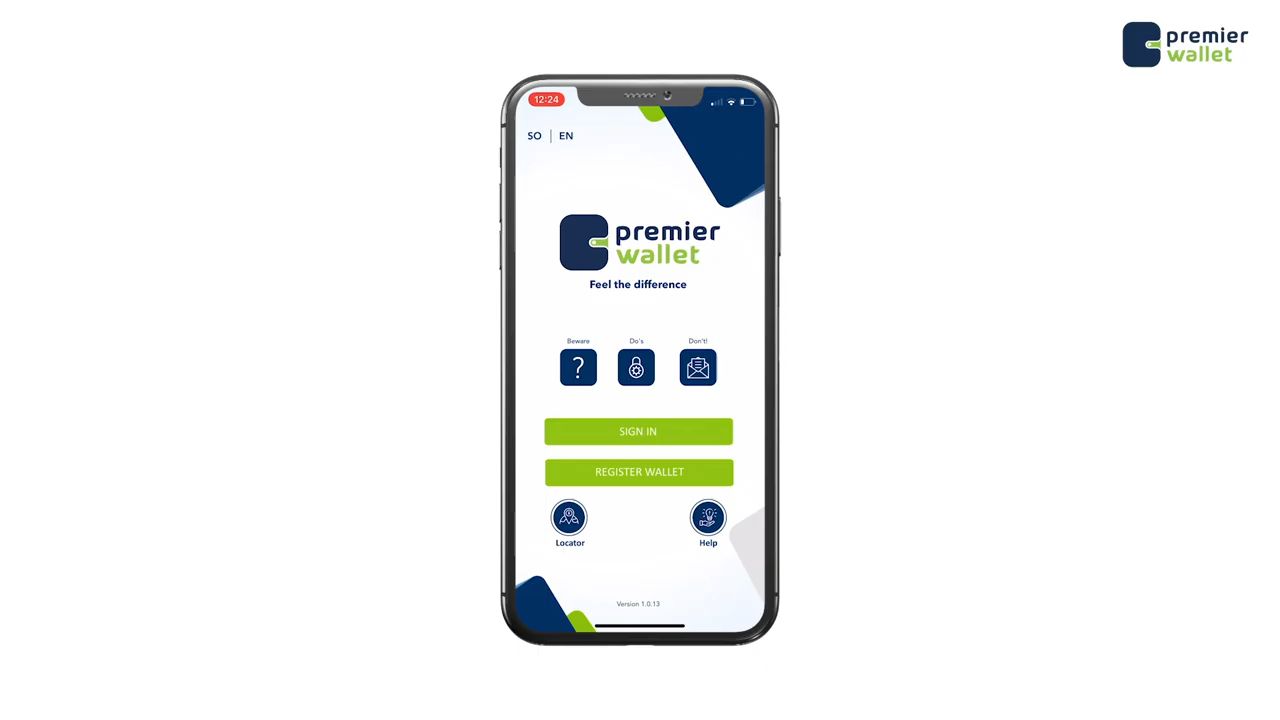 premier
wallet
12:24
SO | EN
premier
wallet
Feel the difference
Beware
Do's
Don't!
SIGN IN
REGISTER WALLET
Locator
Help
Version 1.0.13